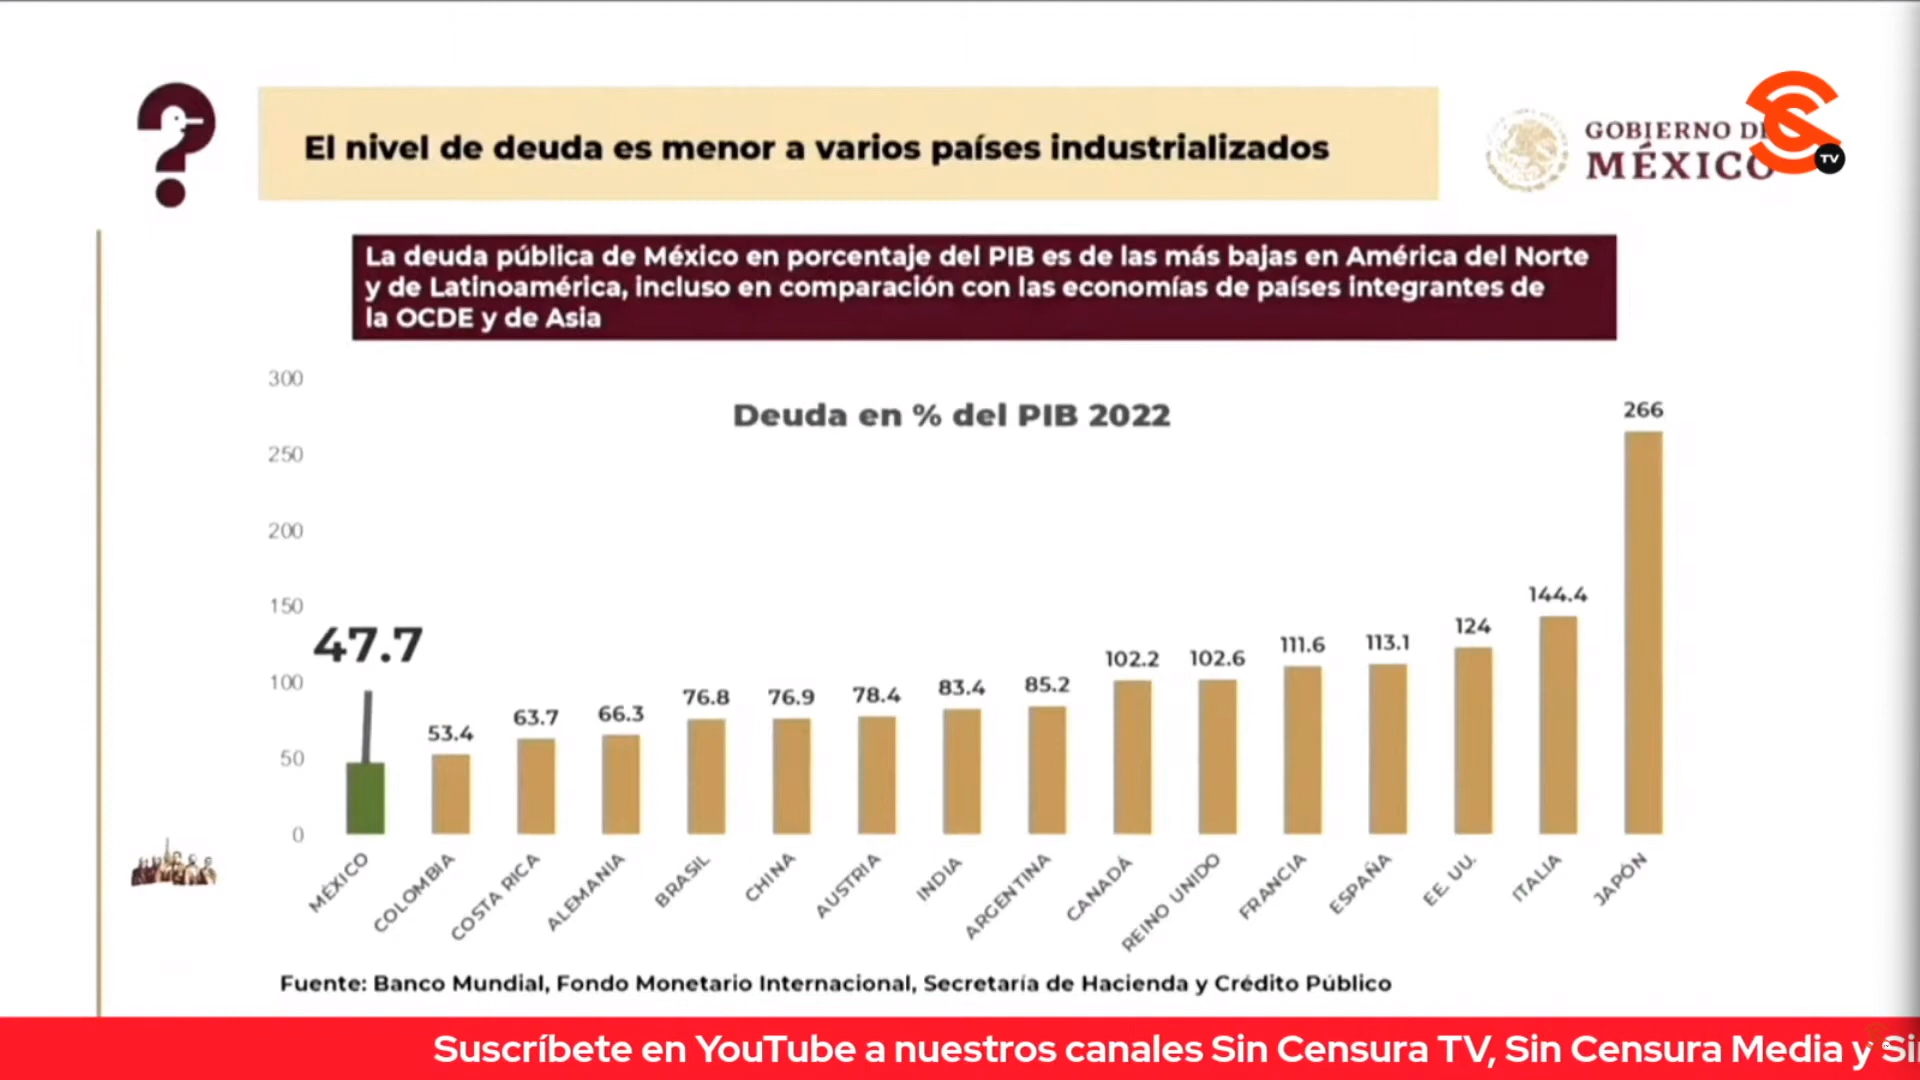 El nivel de deuda es menor a varios países industrializados
GOBIERNO DE
MÉXICO
TV
La deuda pública de México en porcentaje del PIB es de las más bajas en América del Norte
y de Latinoamérica, incluso en comparación con las economías de países integrantes de
la OCDE y de Asia
Deuda en % del PIB 2022
300
250
200
150
100
50
0
47.7
53.4
63.7
66.3
76.8
76.9
78.4
83.4
85.2
102.2
102.6
111.6
113.1
124
144.4
266
MÉXICO
COLOMBIA
COSTA RICA
ALEMANIA
BRASIL
CHINA
AUSTRIA
INDIA
ARGENTINA
CANADÁ
REINO UNIDO
FRANCIA
ESPAÑA
EE. UU.
ITALIA
JAPÓN
Fuente: Banco Mundial, Fondo Monetario Internacional, Secretaría de Hacienda y Crédito Público
Suscríbete en YouTube a nuestros canales Sin Censura TV, Sin Censura Media y Si